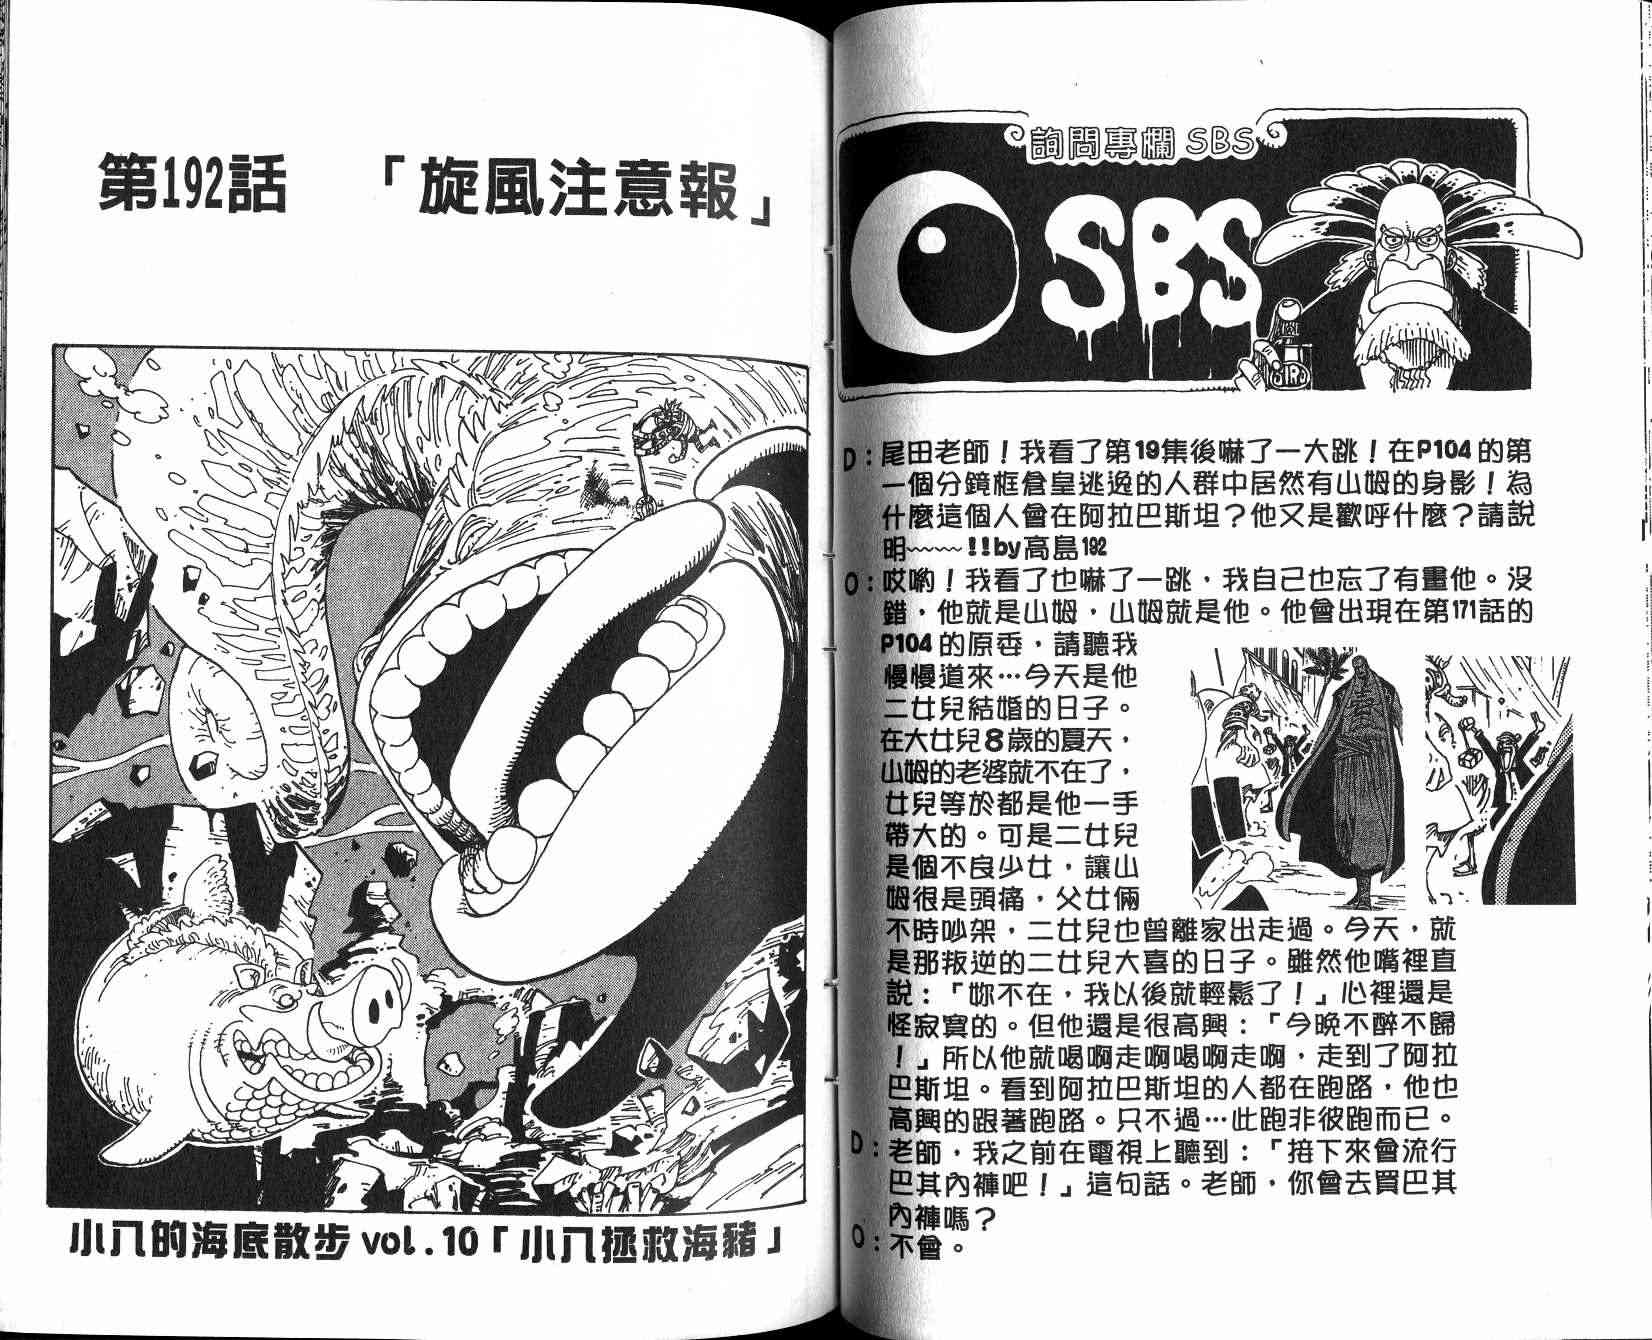 詢問專欄 SBS
SBS
D：尾田老師！我看了第19集後嚇了一大跳！在P104的第
一個分鏡框倉皇逃逸的人群中居然有山姆的身影！為
什麼這個人會在阿拉巴斯坦？他又是歡呼什麼？請說
明~~~~!!by高島192
O：哎喲！我看了也嚇了一跳，我自己也忘了有畫他。沒
錯，他就是山姆，山姆就是他。他會出現在第171話的
P104的原委，請聽我
慢慢道來…今天是他
二女兒結婚的日子。
在大女兒8歲的夏天，
山姆的老婆就不在了，
女兒等於都是他一手
帶大的。可是二女兒
是個不良少女，讓山
姆很是頭痛，父女倆
不時吵架，二女兒也曾離家出走過。今天，就
是那叛逆的二女兒大喜的日子。雖然他嘴裡直
說：「妳不在，我以後就輕鬆了！」心裡還是
怪寂寞的。但他還是很高興：「今晚不醉不歸
！」所以他就喝啊走啊喝啊走啊，走到了阿拉
巴斯坦。看到阿拉巴斯坦的人都在跑路，他也
高興的跟著跑路。只不過…此跑非彼跑而已。
D：老師，我之前在電視上聽到：「接下來會流行
巴其內褲吧！」這句話。老師，你會去買巴其
內褲嗎？
O：不會。
第192話 「旋風注意報」
小八的海底散步 vol.10「小八拯救海豬」